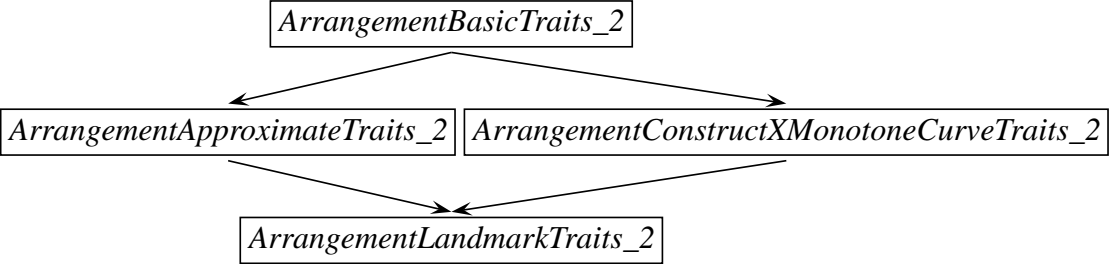 ArrangementBasicTraits_2
ArrangementApproximateTraits_2
ArrangementConstructXMonotoneCurveTraits_2
ArrangementLandmarkTraits_2